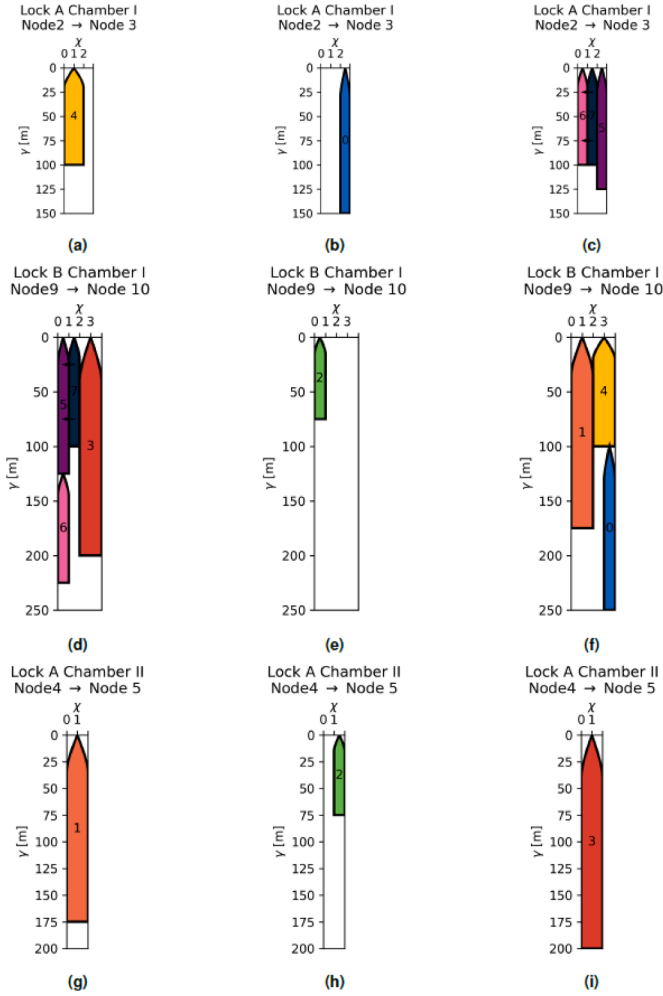 Lock A Chamber I
Node2 → Node 3
χ
0 1 2
0
25
50
75
100
125
150
γ [m]
4
(a)
Lock A Chamber I
Node2 → Node 3
χ
0 1 2
0
25
50
75
100
125
150
γ [m]
0
(b)
Lock A Chamber I
Node2 → Node 3
χ
0 1 2
0
25
50
75
100
125
150
γ [m]
6
7
5
(c)
Lock B Chamber I
Node9 → Node 10
χ
0 1 2 3
0
50
100
150
200
250
γ [m]
5
7
3
6
(d)
Lock B Chamber I
Node9 → Node 10
χ
0 1 2 3
0
50
100
150
200
250
γ [m]
2
(e)
Lock B Chamber I
Node9 → Node 10
χ
0 1 2 3
0
50
100
150
200
250
γ [m]
1
4
0
(f)
Lock A Chamber II
Node4 → Node 5
χ
0 1
0
25
50
75
100
125
150
175
200
γ [m]
1
(g)
Lock A Chamber II
Node4 → Node 5
χ
0 1
0
25
50
75
100
125
150
175
200
γ [m]
2
(h)
Lock A Chamber II
Node4 → Node 5
χ
0 1
0
25
50
75
100
125
150
175
200
γ [m]
3
(i)